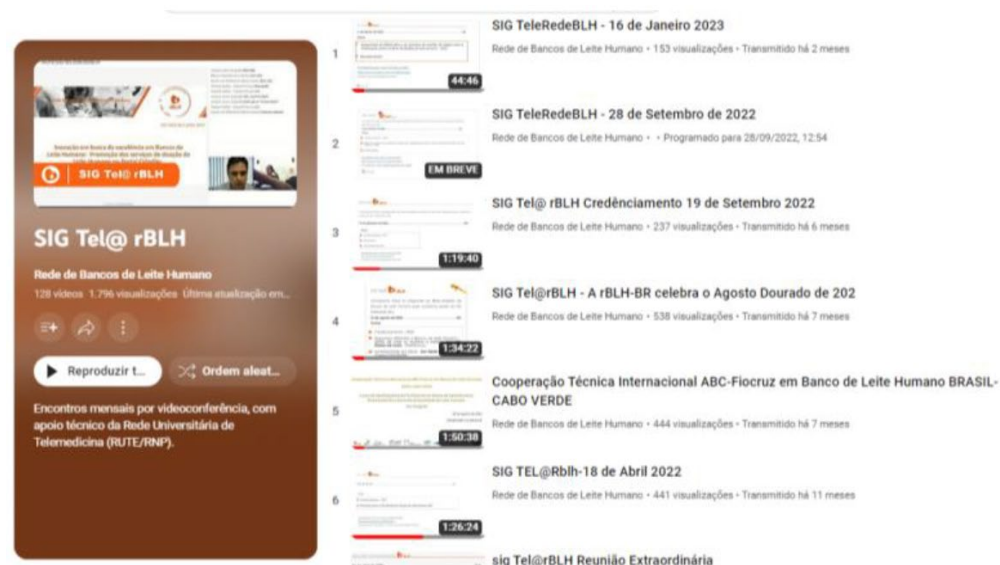 SIG Tel@ rBLH
SIG Tel@ rBLH
Rede de Bancos de Leite Humano
128 vídeos 1.796 visualizações Última atualização em...
Reproduzir t...
Ordem aleat...
Encontros mensais por videoconferência, com
apoio técnico da Rede Universitária de
Telemedicina (RUTE/RNP).
1
44:46
SIG TeleRedeBLH - 16 de Janeiro 2023
Rede de Bancos de Leite Humano • 153 visualizações • Transmitido há 2 meses
2
EM BREVE
SIG TeleRedeBLH - 28 de Setembro de 2022
Rede de Bancos de Leite Humano • • Programado para 28/09/2022, 12:54
3
1:19:40
SIG Tel@ rBLH Credênciamento 19 de Setembro 2022
Rede de Bancos de Leite Humano • 237 visualizações • Transmitido há 6 meses
4
1:34:22
SIG Tel@rBLH - A rBLH-BR celebra o Agosto Dourado de 202
Rede de Bancos de Leite Humano • 538 visualizações • Transmitido há 7 meses
5
1:50:38
Cooperação Técnica Internacional ABC-Fiocruz em Banco de Leite Humano BRASIL-
CABO VERDE
Rede de Bancos de Leite Humano • 444 visualizações • Transmitido há 7 meses
6
1:26:24
SIG TEL@Rblh-18 de Abril 2022
Rede de Bancos de Leite Humano • 441 visualizações • Transmitido há 11 meses
sig Tel@rBLH Reunião Extraordinária